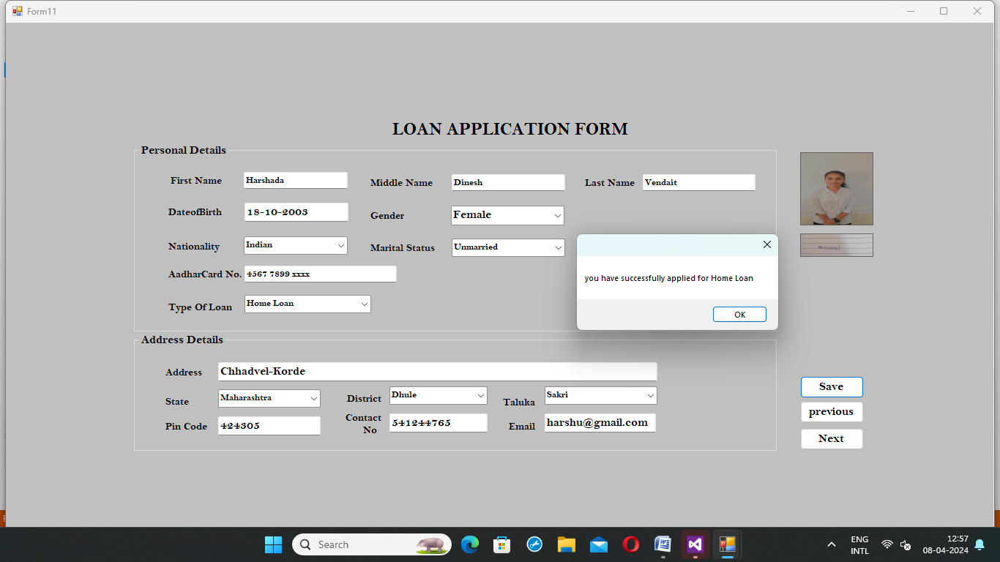 Form11
LOAN APPLICATION FORM
Personal Details
First Name Harshada Middle Name Dinesh Last Name Vendait
DateofBirth 18-10-2003 Gender Female
Nationality Indian Marital Status Unmarried
AadharCard No. 4567 7899 xxxx
Type Of Loan Home Loan
you have successfully applied for Home Loan
OK
Address Details
Address Chhadvel-Korde
State Maharashtra District Dhule Taluka Sakri
Pin Code 424305 Contact No 541244765 Email harshu@gmail.com
Save
previous
Next
Search
ENG
INTL
12:57
08-04-2024